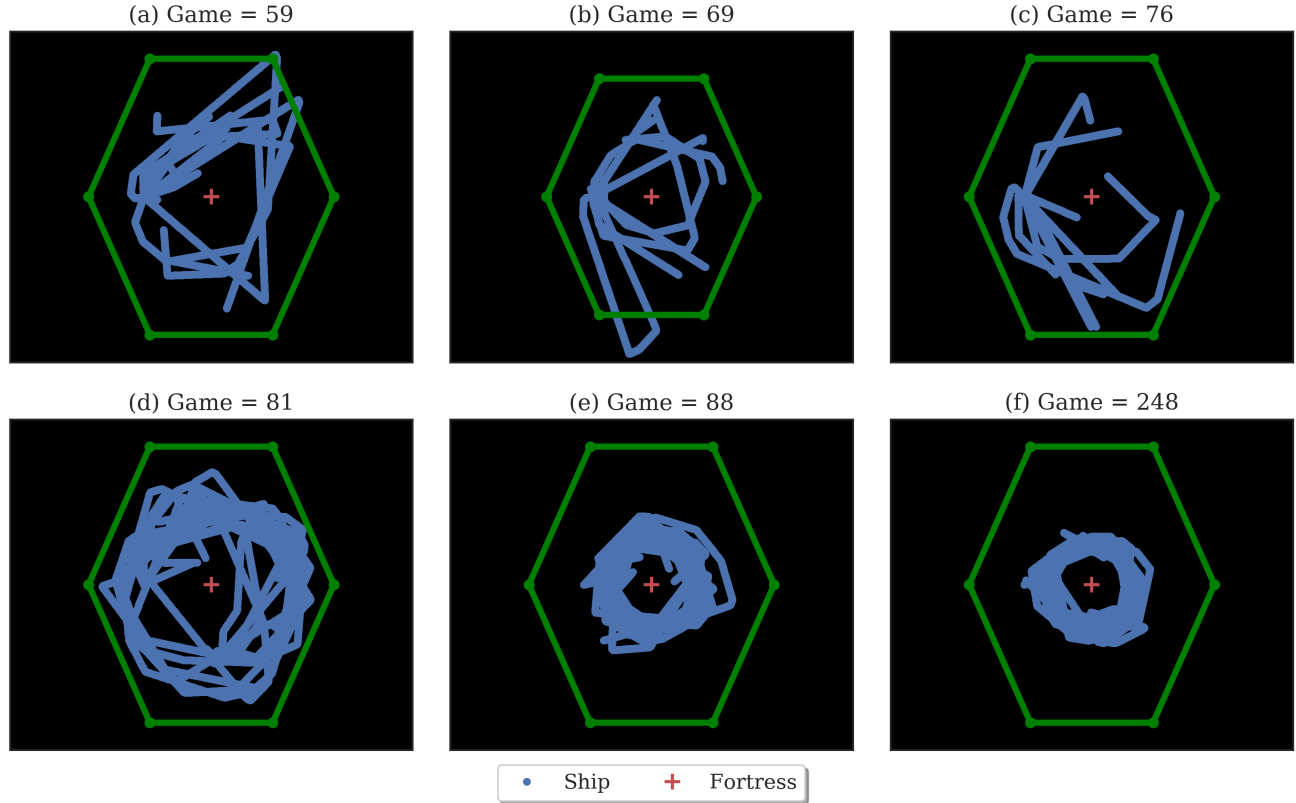 (a) Game = 59
(b) Game = 69
(c) Game = 76
(d) Game = 81
(e) Game = 88
(f) Game = 248
Ship
Fortress